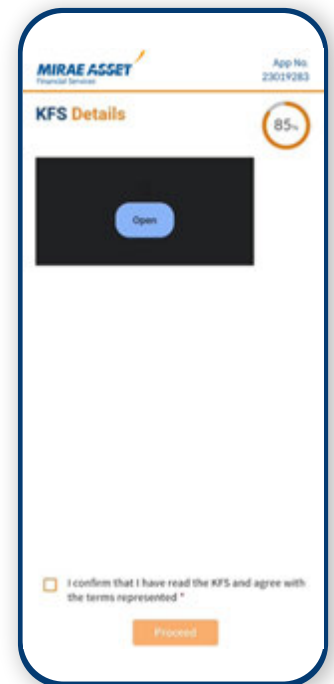 MIRAE ASSET
Financial Services
App No.
23019283
KFS Details
85%
Open
I confirm that I have read the KFS and agree with
the terms represented *
Proceed